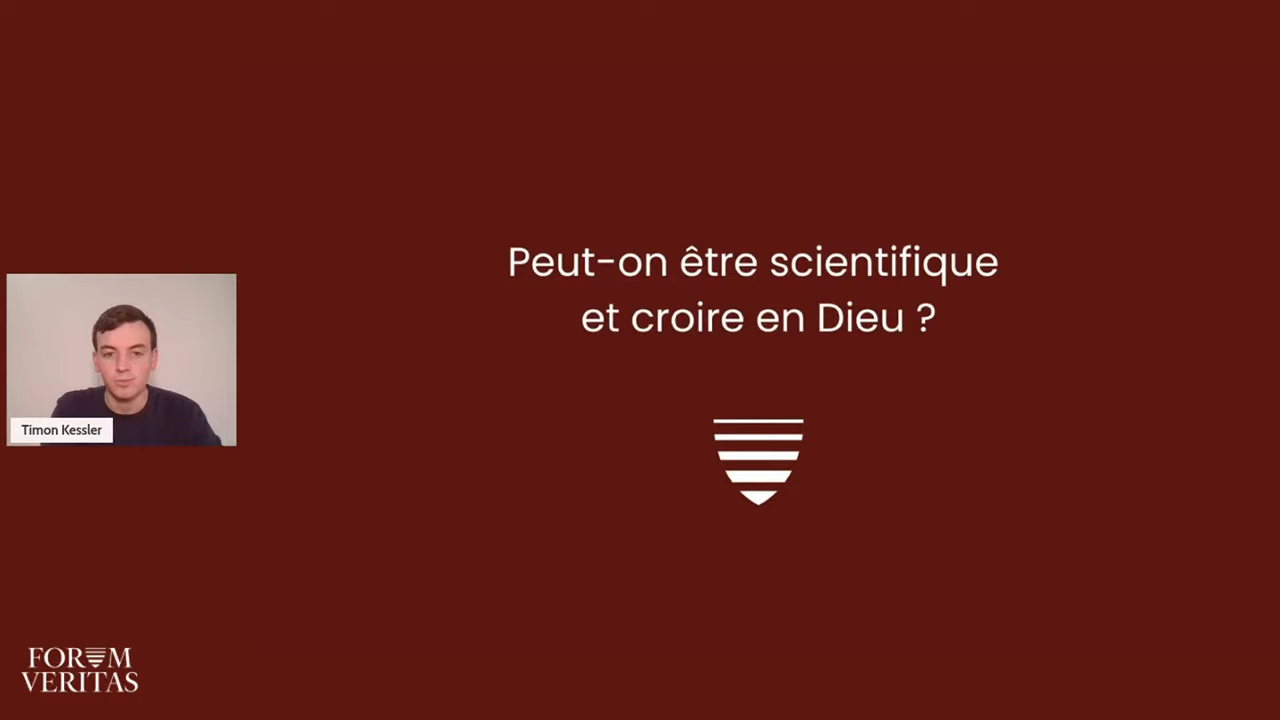 Peut-on être scientifique
et croire en Dieu ?
Timon Kessler
FORUM
VERITAS